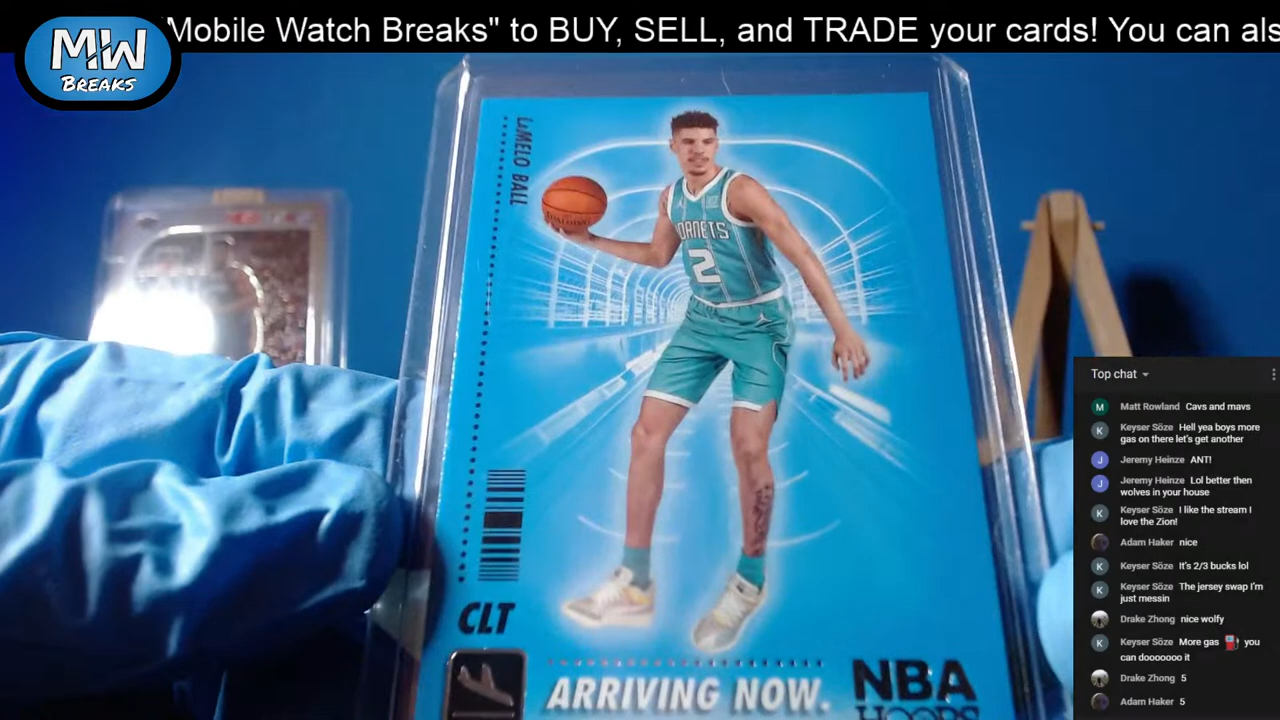 Mobile Watch Breaks" to BUY, SELL, and TRADE your cards! You can als
MW
BREAKS
LAMELO BALL
SPALDING
HORNETS
2
CLT
ARRIVING NOW.
NBA
HOOPS
Top chat
M Matt Rowland Cavs and mavs
K Keyser Söze Hell yea boys more
gas on there let's get another
J Jeremy Heinze ANT!
J Jeremy Heinze Lol better then
wolves in your house
K Keyser Söze I like the stream I
love the Zion!
Adam Haker nice
K Keyser Söze It's 2/3 bucks lol
K Keyser Söze The jersey swap I'm
just messin
Drake Zhong nice wolfy
K Keyser Söze More gas ⛽ you
can dooooooo it
Drake Zhong 5
Adam Haker 5